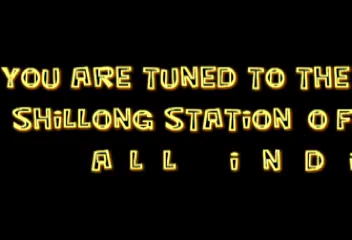 YOU ARE TUNED TO THE
SHiLLONG STATiON OF
ALL iNDi